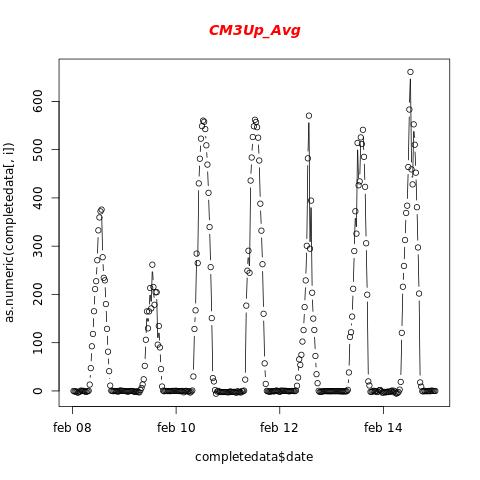 CM3Up_Avg
as.numeric(completedata[, i])
600
500
400
300
200
100
0
feb 08
feb 10
feb 12
feb 14
completedata$date